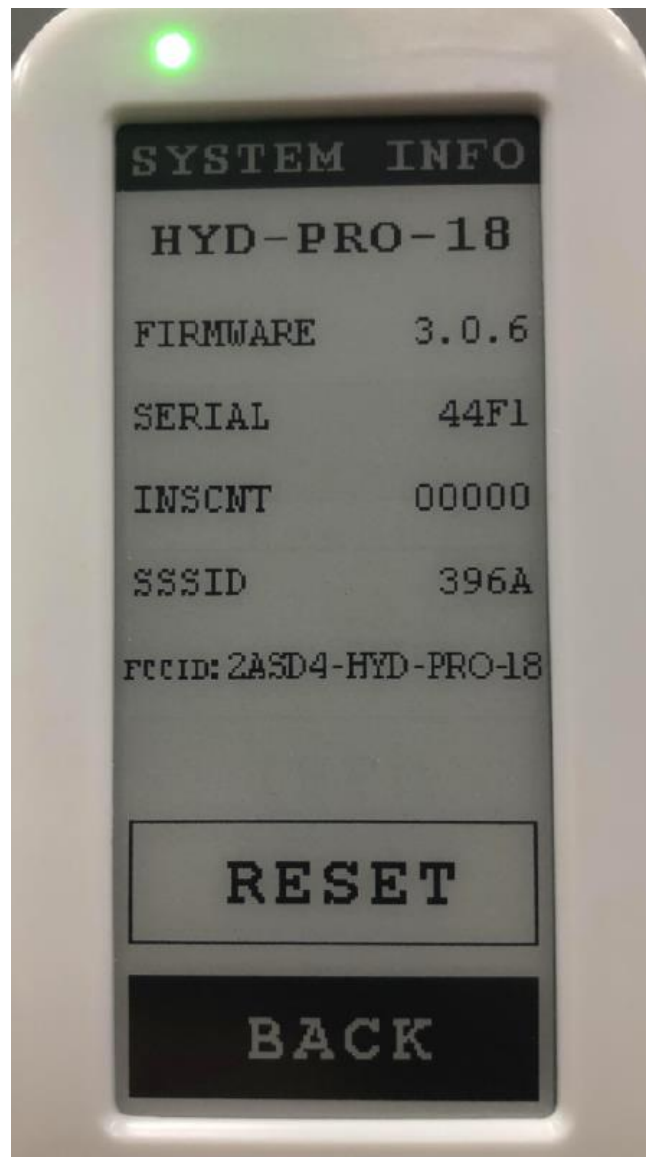 SYSTEM INFO
HYD-PRO-18
FIRMWARE 3.0.6
SERIAL 44F1
INSCNT 00000
SSSID 396A
FCCID: 2ASD4-HYD-PRO-18
RESET
BACK